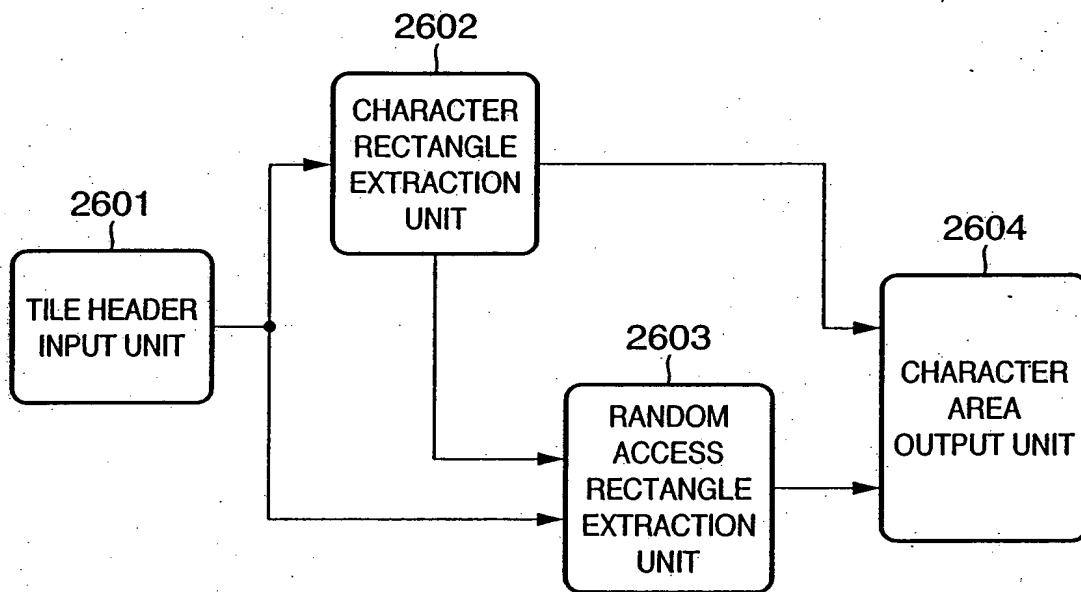 2602
CHARACTER
RECTANGLE
EXTRACTION
UNIT
2601
TILE HEADER
INPUT UNIT
2603
RANDOM
ACCESS
RECTANGLE
EXTRACTION
UNIT
2604
CHARACTER
AREA
OUTPUT UNIT